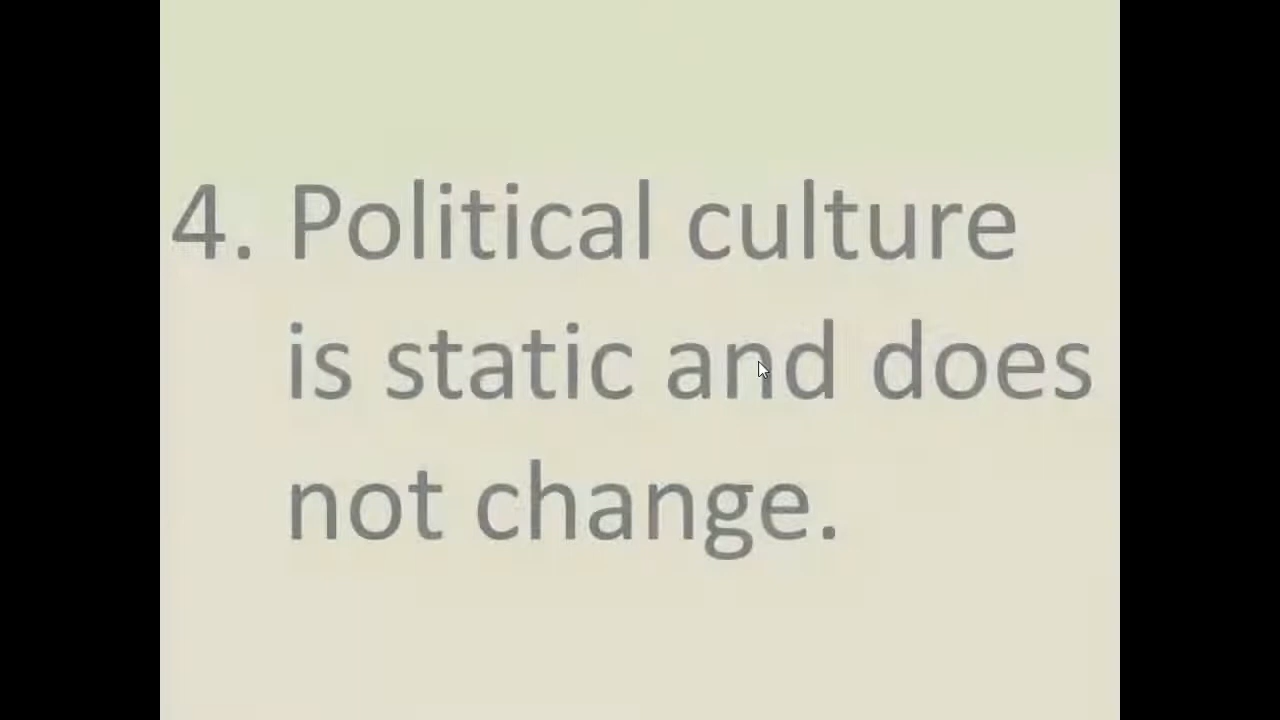 4. Political culture
is static and does
not change.